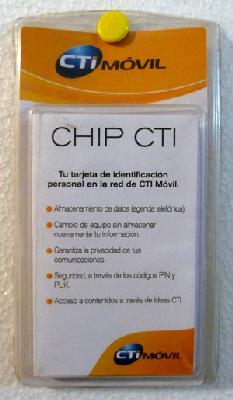 CTI MÓVIL
CHIP CTI
Tu tarjeta de identificación
personal en la red de CTI Móvil.
Almacenamiento de datos (agenda telefónica).
Cambio de equipo sin almacenar
nuevamente tu información.
Garantiza la privacidad de tus
comunicaciones.
Seguridad, a través de los códigos PIN y
PUK.
Acceso a contenidos a través de Ideas CTI.
CTI MÓVIL